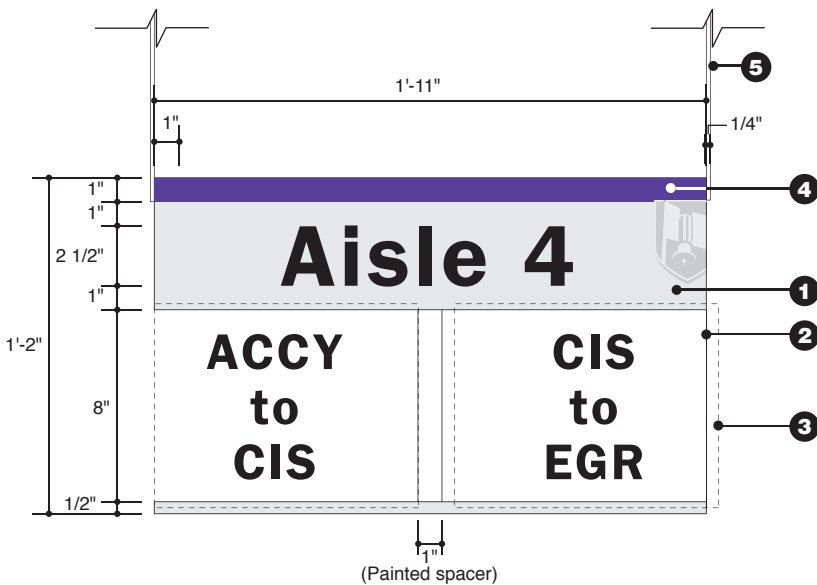 5
1'-11"
1"
1/4"
4
1"
1"
2 1/2"
Aisle 4
1"
1
1'-2"
2
ACCY
to
CIS
CIS
to
EGR
8"
3
1/2"
1"
(Painted spacer)